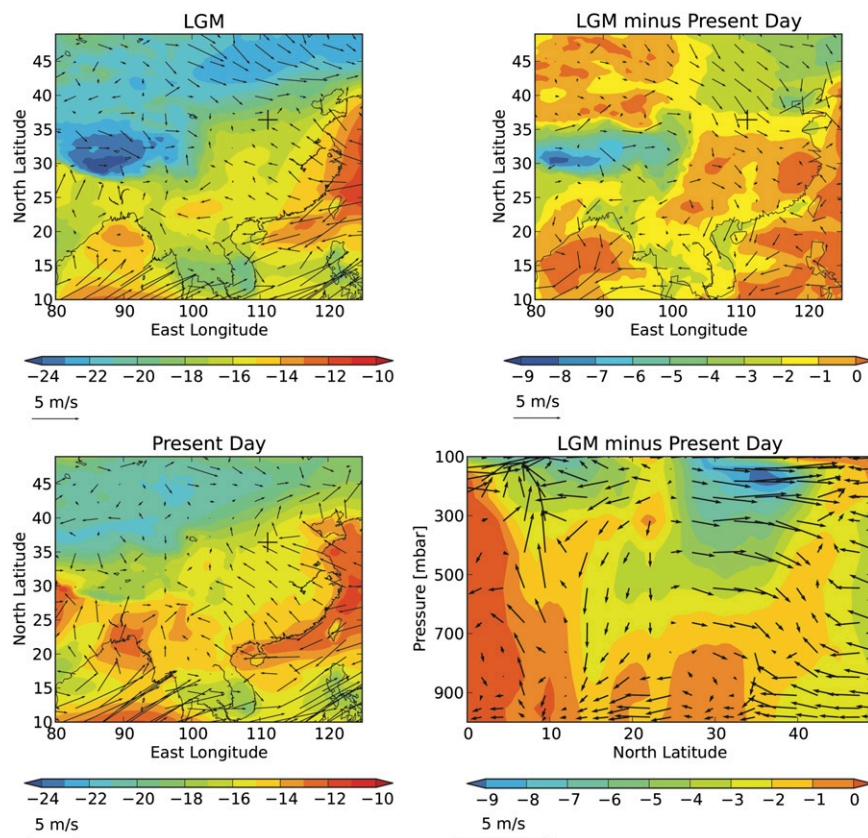 LGM
45
40
35
30
25
20
15
10
North Latitude
80 90 100 110 120
East Longitude
−24 −22 −20 −18 −16 −14 −12 −10
5 m/s
LGM minus Present Day
45
40
35
30
25
20
15
10
North Latitude
80 90 100 110 120
East Longitude
−9 −8 −7 −6 −5 −4 −3 −2 −1 0
5 m/s
Present Day
45
40
35
30
25
20
15
10
North Latitude
80 90 100 110 120
East Longitude
−24 −22 −20 −18 −16 −14 −12 −10
5 m/s
LGM minus Present Day
100
300
500
700
900
Pressure [mbar]
0 10 20 30 40
North Latitude
−9 −8 −7 −6 −5 −4 −3 −2 −1 0
5 m/s